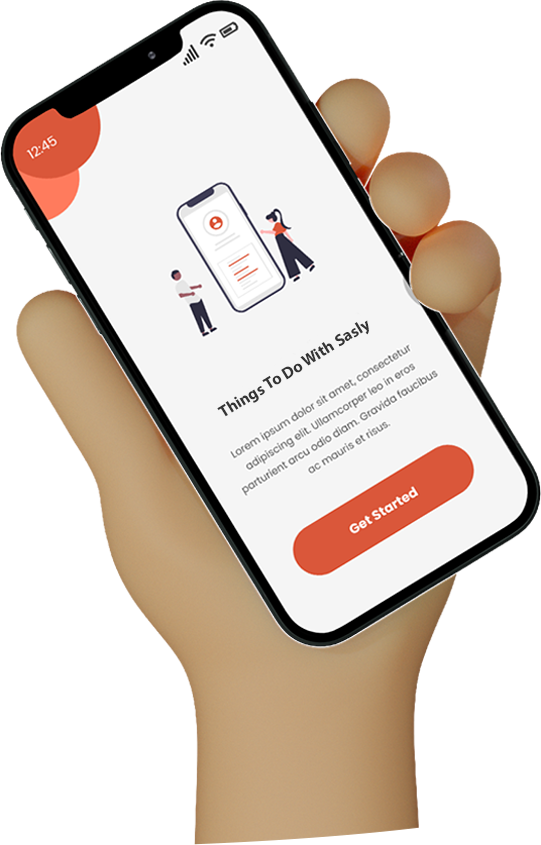 12:45
Things To Do With Sasly
Lorem ipsum dolor sit amet, consectetur
adipiscing elit. Ullamcorper leo in eros
parturient arcu odio diam. Gravida faucibus
ac mauris et risus.
Get Started